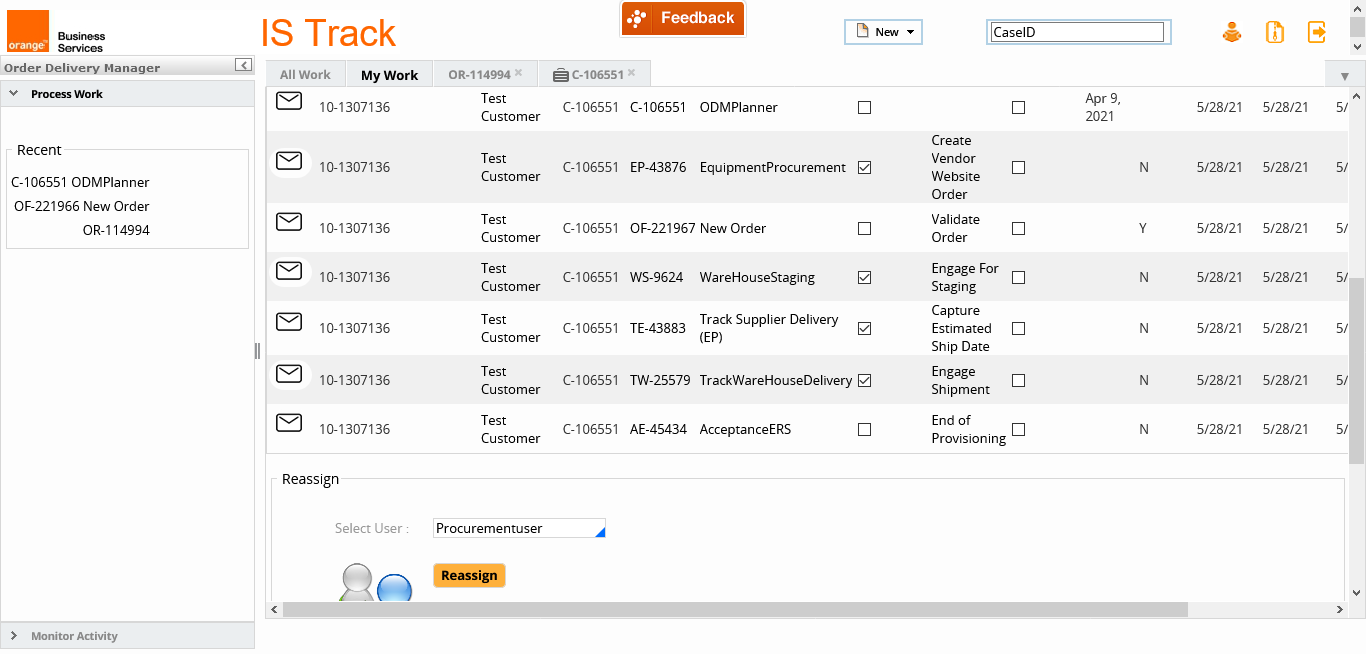 orange™
Business
Services
IS Track
Feedback
New
CaseID
Order Delivery Manager
Process Work
Recent
C-106551 ODMPlanner
OF-221966 New Order
OR-114994
Monitor Activity
All Work My Work OR-114994 × C-106551 ×
10-1307136 Test Customer C-106551 C-106551 ODMPlanner Apr 9, 2021 5/28/21 5/28/21 5/
10-1307136 Test Customer C-106551 EP-43876 EquipmentProcurement Create Vendor Website Order N 5/28/21 5/28/21 5/
10-1307136 Test Customer C-106551 OF-221967 New Order Validate Order Y 5/28/21 5/28/21 5/
10-1307136 Test Customer C-106551 WS-9624 WareHouseStaging Engage For Staging N 5/28/21 5/28/21 5/
10-1307136 Test Customer C-106551 TE-43883 Track Supplier Delivery (EP) Capture Estimated Ship Date N 5/28/21 5/28/21 5/
10-1307136 Test Customer C-106551 TW-25579 TrackWareHouseDelivery Engage Shipment N 5/28/21 5/28/21 5/
10-1307136 Test Customer C-106551 AE-45434 AcceptanceERS End of Provisioning N 5/28/21 5/28/21 5/
Reassign
Select User : Procurementuser
Reassign